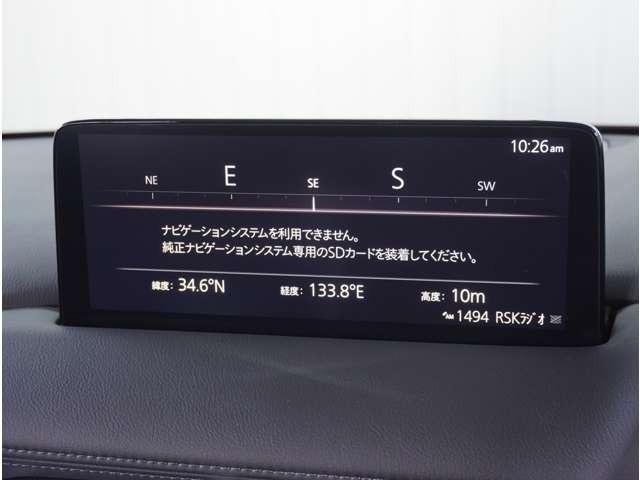 10:26am
NE E SE S SW
ナビゲーションシステムを利用できません。
純正ナビゲーションシステム専用のSDカードを装着してください。
緯度: 34.6°N 経度: 133.8°E 高度: 10m
AM 1494 RSKラジオ